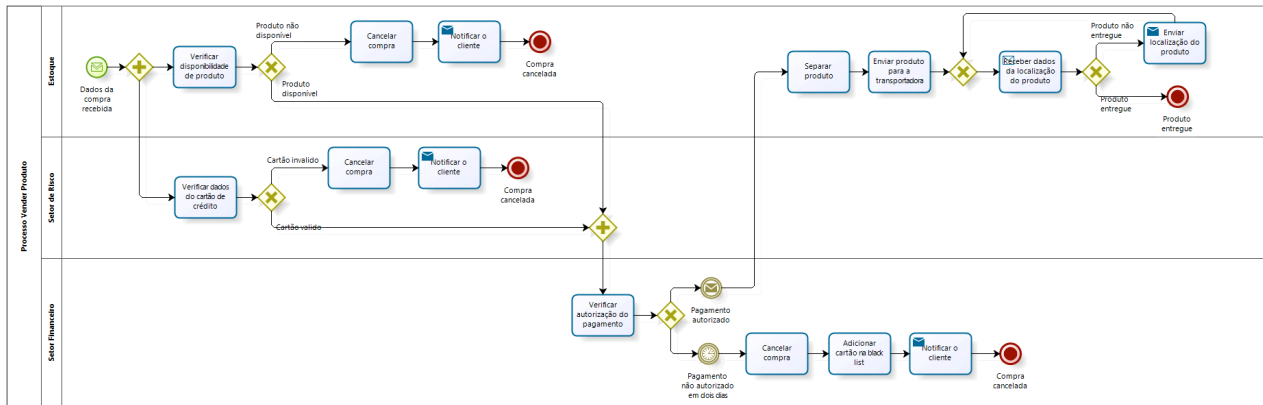 Processo Vender Produto
Estoque
Dados da
compra
recebida
Verificar
disponibilidade
de produto
Produto não
disponível
Produto
disponível
Cancelar
compra
Notificar o
cliente
Compra
cancelada
Separar
produto
Enviar produto
para a
transportadora
Receber dados
da localização
do produto
Produto não
entregue
Enviar
localização do
produto
Produto entregue
Produto
entregue
Setor de Risco
Verificar dados
do cartão de
crédito
Cartão invalido
Cartão valido
Cancelar
compra
Notificar o
cliente
Compra
cancelada
Setor Financeiro
Verificar
autorização do
pagamento
Pagamento
autorizado
Pagamento
não autorizado
em dois dias
Cancelar
compra
Adicionar
cartão na black
list
Notificar o
cliente
Compra
cancelada